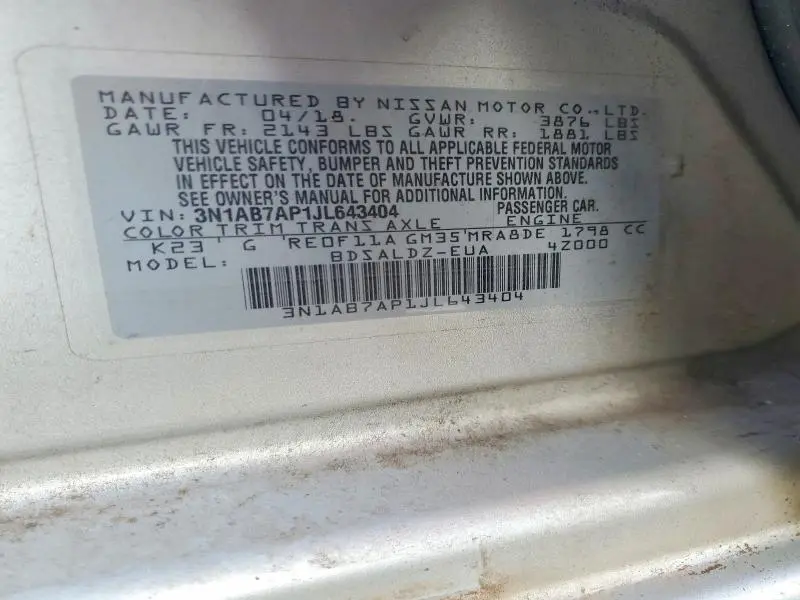 MANUFACTURED BY NISSAN MOTOR CO., LTD.
DATE: 04/18. GVWR: 3876 LBS
GAWR FR: 2143 LBS GAWR RR: 1881 LBS
THIS VEHICLE CONFORMS TO ALL APPLICABLE FEDERAL MOTOR
VEHICLE SAFETY, BUMPER AND THEFT PREVENTION STANDARDS
IN EFFECT ON THE DATE OF MANUFACTURE SHOWN ABOVE.
SEE OWNER'S MANUAL FOR ADDITIONAL INFORMATION.
VIN: 3N1AB7AP1JL643404 PASSENGER CAR.
COLOR TRIM TRANS AXLE ENGINE
K23' G 'RE0F11A GM35'MRA8DE 1798 CC
MODEL: BDSALDZ-EUA 4Z000
3N1AB7AP1JL643404